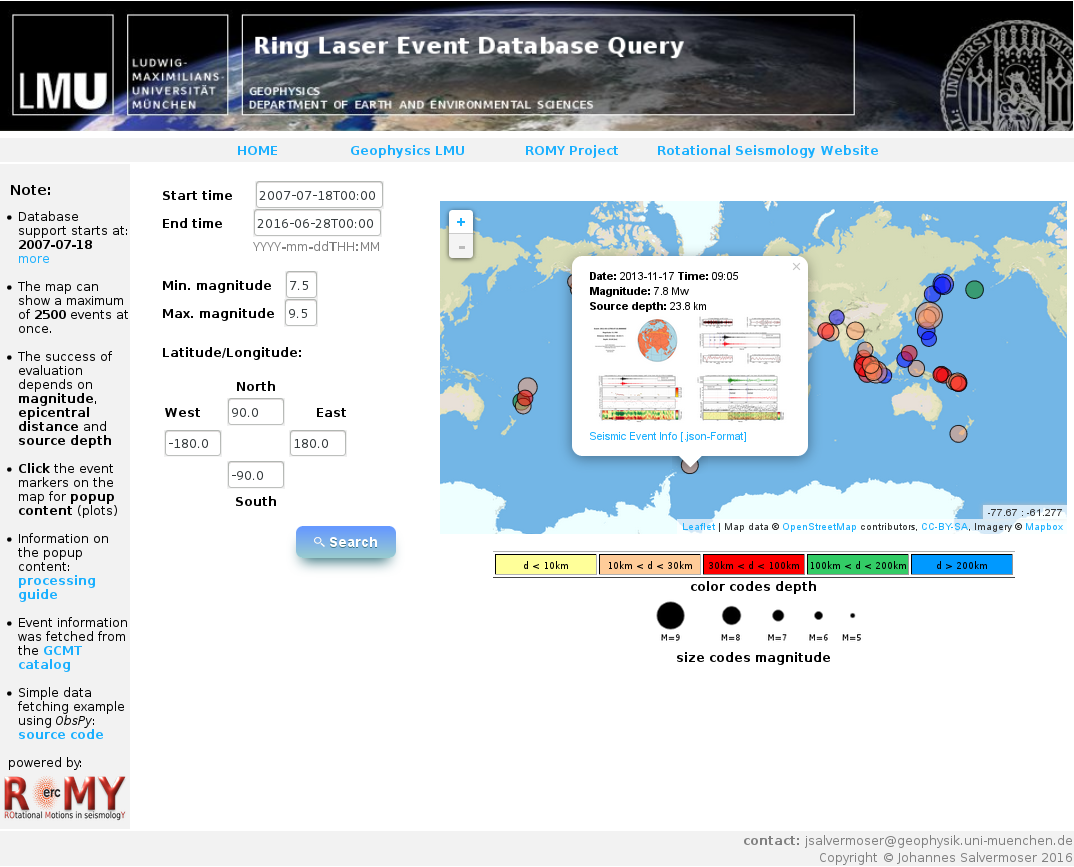 LMU
LUDWIG-
MAXIMILIANS-
UNIVERSITÄT
MÜNCHEN
Ring Laser Event Database Query
GEOPHYSICS
DEPARTMENT OF EARTH AND ENVIRONMENTAL SCIENCES
HOME Geophysics LMU ROMY Project Rotational Seismology Website
Note:
• Database
support starts at:
2007-07-18
more
• The map can
show a maximum
of 2500 events at
once.
• The success of
evaluation
depends on
magnitude,
epicentral
distance and
source depth
• Click the event
markers on the
map for popup
content (plots)
• Information on
the popup
content:
processing
guide
• Event information
was fetched from
the GCMT
catalog
• Simple data
fetching example
using ObsPy:
source code
powered by:
ROMY
erc
ROtational Motions in seismologY
Start time 2007-07-18T00:00
End time 2016-06-28T00:00
YYYY-mm-ddTHH:MM
Min. magnitude 7.5
Max. magnitude 9.5
Latitude/Longitude:
North
West 90.0 East
-180.0 180.0
-90.0
South
Search
+
-
×
Date: 2013-11-17 Time: 09:05
Magnitude: 7.8 Mw
Source depth: 23.8 km
Seismic Event Info [.json-Format]
-77.67 : -61.277
Leaflet | Map data © OpenStreetMap contributors, CC-BY-SA, Imagery © Mapbox
d < 10km 10km < d < 30km 30km < d < 100km 100km < d < 200km d > 200km
color codes depth
M=9 M=8 M=7 M=6 M=5
size codes magnitude
contact: jsalvermoser@geophysik.uni-muenchen.de
Copyright © Johannes Salvermoser 2016